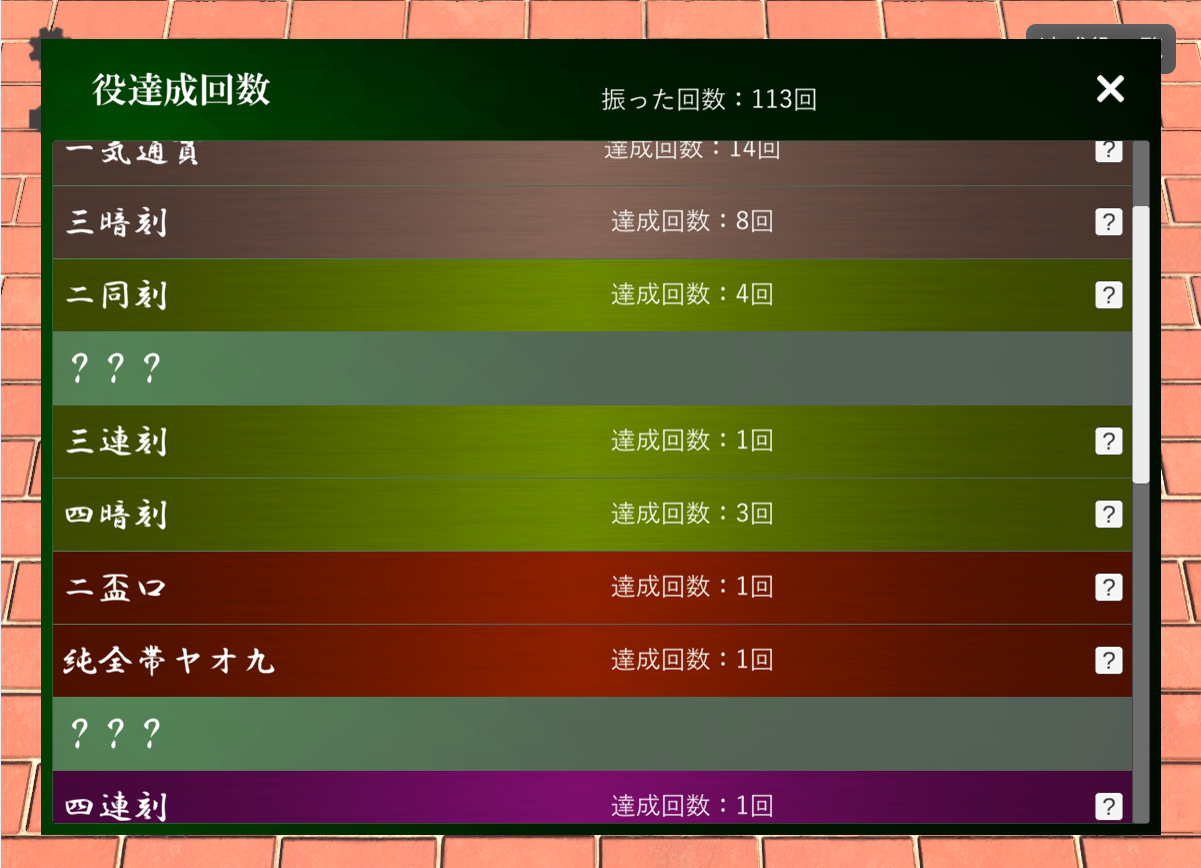 役達成回数
振った回数：113回
一気通貫 達成回数：14回 ?
三暗刻 達成回数：8回 ?
二同刻 達成回数：4回 ?
？？？
三連刻 達成回数：1回 ?
四暗刻 達成回数：3回 ?
二盃口 達成回数：1回 ?
純全帯ヤオ九 達成回数：1回 ?
？？？
四連刻 達成回数：1回 ?